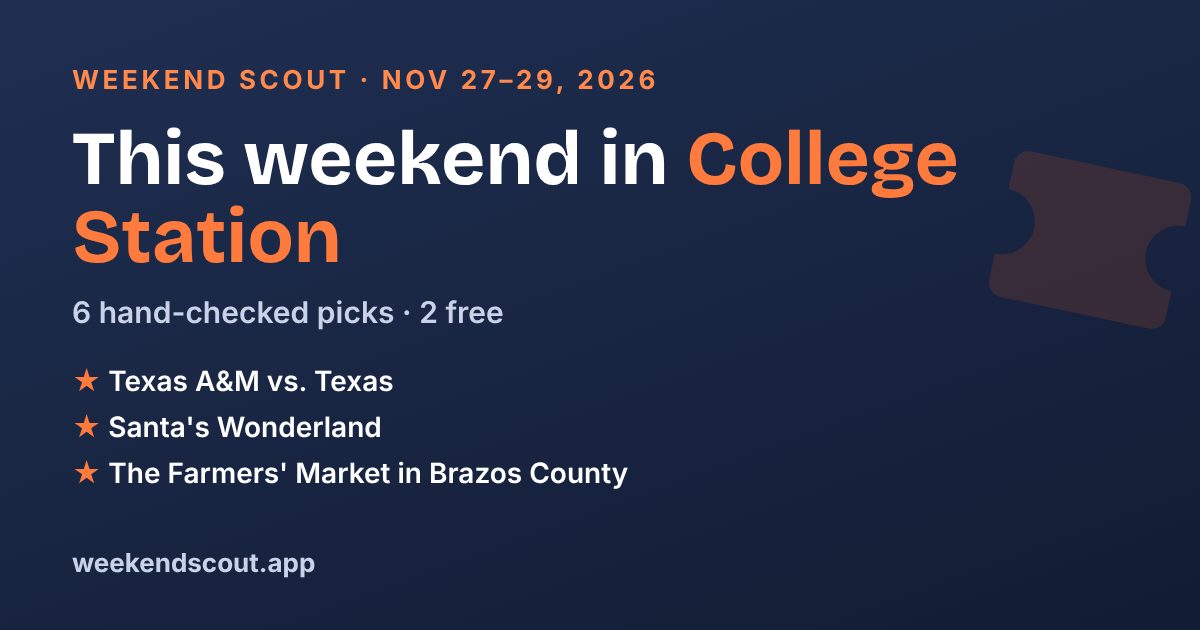 WEEKEND SCOUT · NOV 27–29, 2026
This weekend in College
Station
6 hand-checked picks · 2 free
★ Texas A&M vs. Texas
★ Santa's Wonderland
★ The Farmers' Market in Brazos County
weekendscout.app